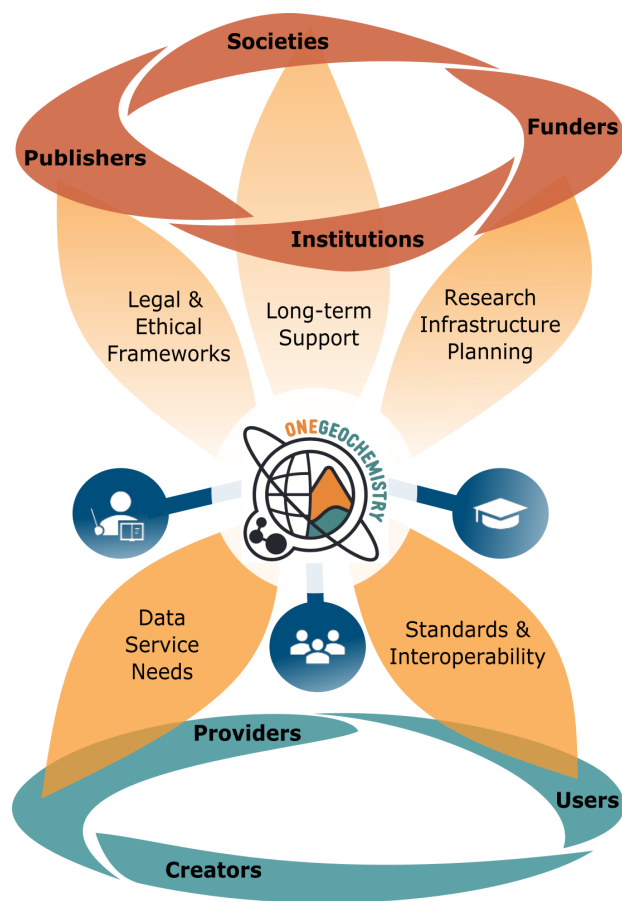 Societies
Publishers
Funders
Institutions
Legal &
Ethical
Frameworks
Long-term
Support
Research
Infrastructure
Planning
ONEGEOCHEMISTRY
Data
Service
Needs
Standards &
Interoperability
Providers
Users
Creators